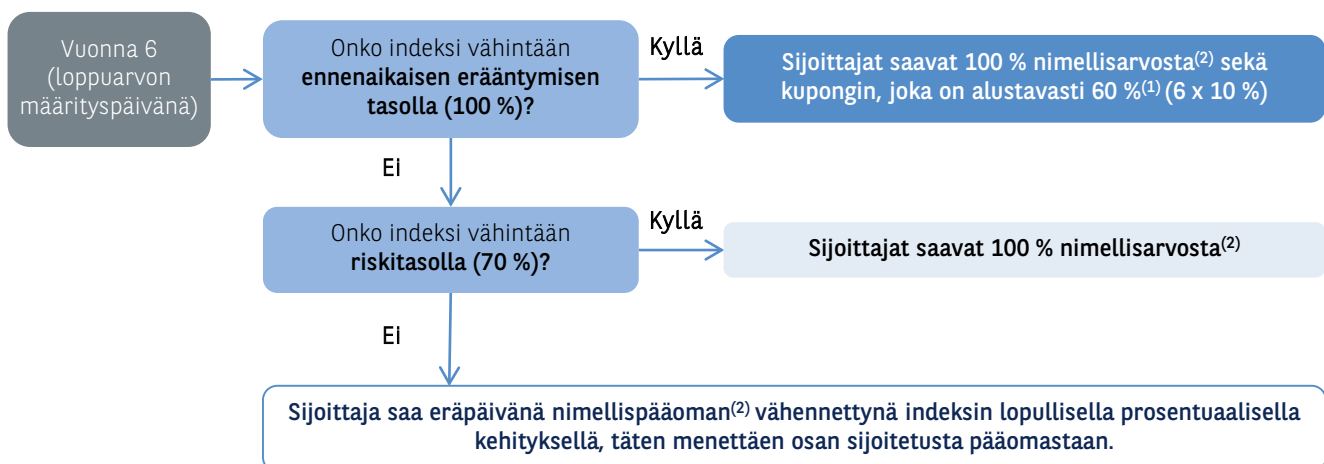 Vuonna 6
(loppuarvon
määrityspäivänä)
Onko indeksi vähintään
ennenaikaisen erääntymisen
tasolla (100 %)?
Kyllä
Sijoittajat saavat 100 % nimellisarvosta(2) sekä
kupongin, joka on alustavasti 60 %(1) (6 x 10 %)
Ei
Onko indeksi vähintään
riskitasolla (70 %)?
Kyllä
Sijoittajat saavat 100 % nimellisarvosta(2)
Ei
Sijoittaja saa eräpäivänä nimellispääoman(2) vähennettynä indeksin lopullisella prosentuaalisella
kehityksellä, täten menettäen osan sijoitetusta pääomastaan.